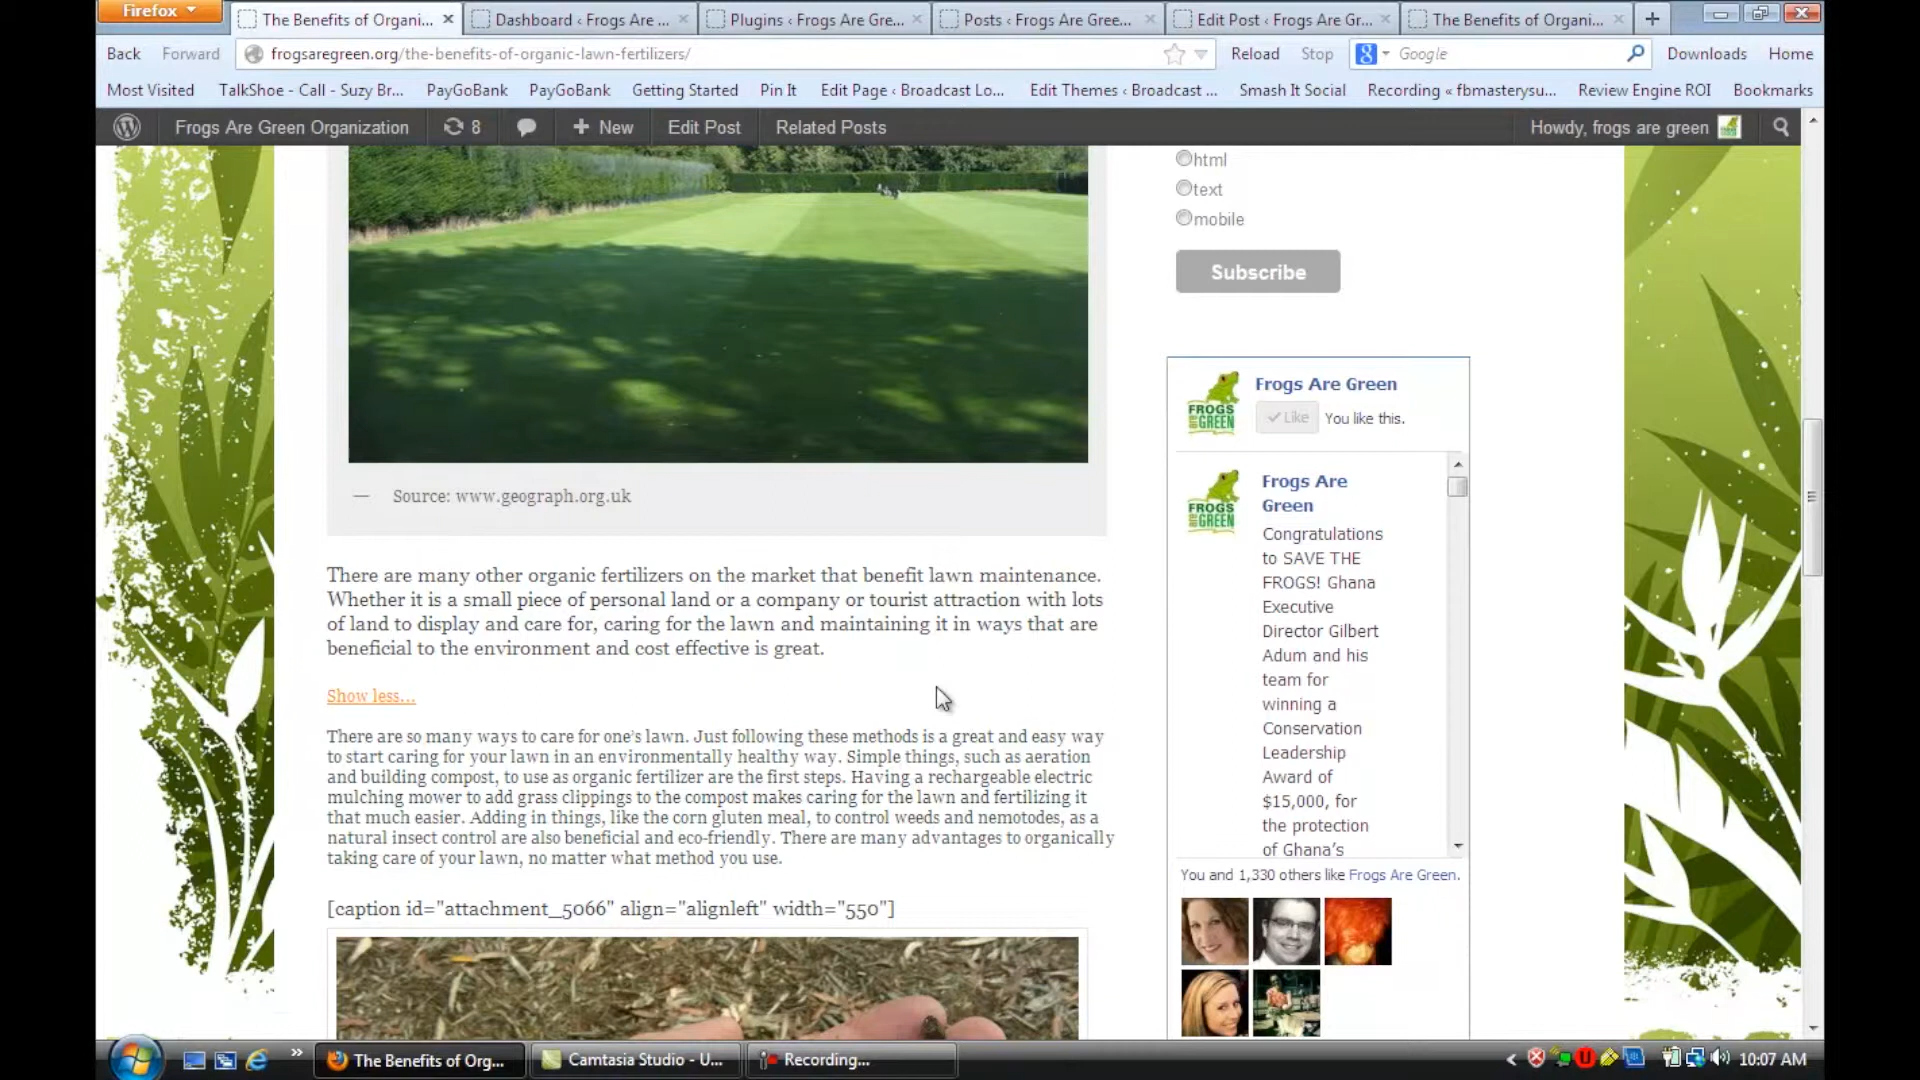 Firefox
The Benefits of Organi...
Dashboard ‹ Frogs Are ...
Plugins ‹ Frogs Are Gre...
Posts ‹ Frogs Are Gree...
Edit Post ‹ Frogs Are Gr...
The Benefits of Organi...
Back
Forward
frogsaregreen.org/the-benefits-of-organic-lawn-fertilizers/
Reload
Stop
Google
Downloads
Home
Most Visited
TalkShoe - Call - Suzy Br...
PayGoBank
PayGoBank
Getting Started
Pin It
Edit Page ‹ Broadcast Lo...
Edit Themes ‹ Broadcast ...
Smash It Social
Recording « fbmasterysu...
Review Engine ROI
Bookmarks
Frogs Are Green Organization
8
New
Edit Post
Related Posts
Howdy, frogs are green
html
text
mobile
Subscribe
— Source: www.geograph.org.uk
There are many other organic fertilizers on the market that benefit lawn maintenance.
Whether it is a small piece of personal land or a company or tourist attraction with lots
of land to display and care for, caring for the lawn and maintaining it in ways that are
beneficial to the environment and cost effective is great.
Show less...
There are so many ways to care for one's lawn. Just following these methods is a great and easy way
to start caring for your lawn in an environmentally healthy way. Simple things, such as aeration
and building compost, to use as organic fertilizer are the first steps. Having a rechargeable electric
mulching mower to add grass clippings to the compost makes caring for the lawn and fertilizing it
that much easier. Adding in things, like the corn gluten meal, to control weeds and nemotodes, as a
natural insect control are also beneficial and eco-friendly. There are many advantages to organically
taking care of your lawn, no matter what method you use.
[caption id="attachment_5066" align="alignleft" width="550"]
FROGS are GREEN
Frogs Are Green
Like
You like this.
FROGS are GREEN
Frogs Are
Green
Congratulations
to SAVE THE
FROGS! Ghana
Executive
Director Gilbert
Adum and his
team for
winning a
Conservation
Leadership
Award of
$15,000, for
the protection
of Ghana's
You and 1,330 others like Frogs Are Green.
The Benefits of Org...
Camtasia Studio - U...
Recording...
10:07 AM